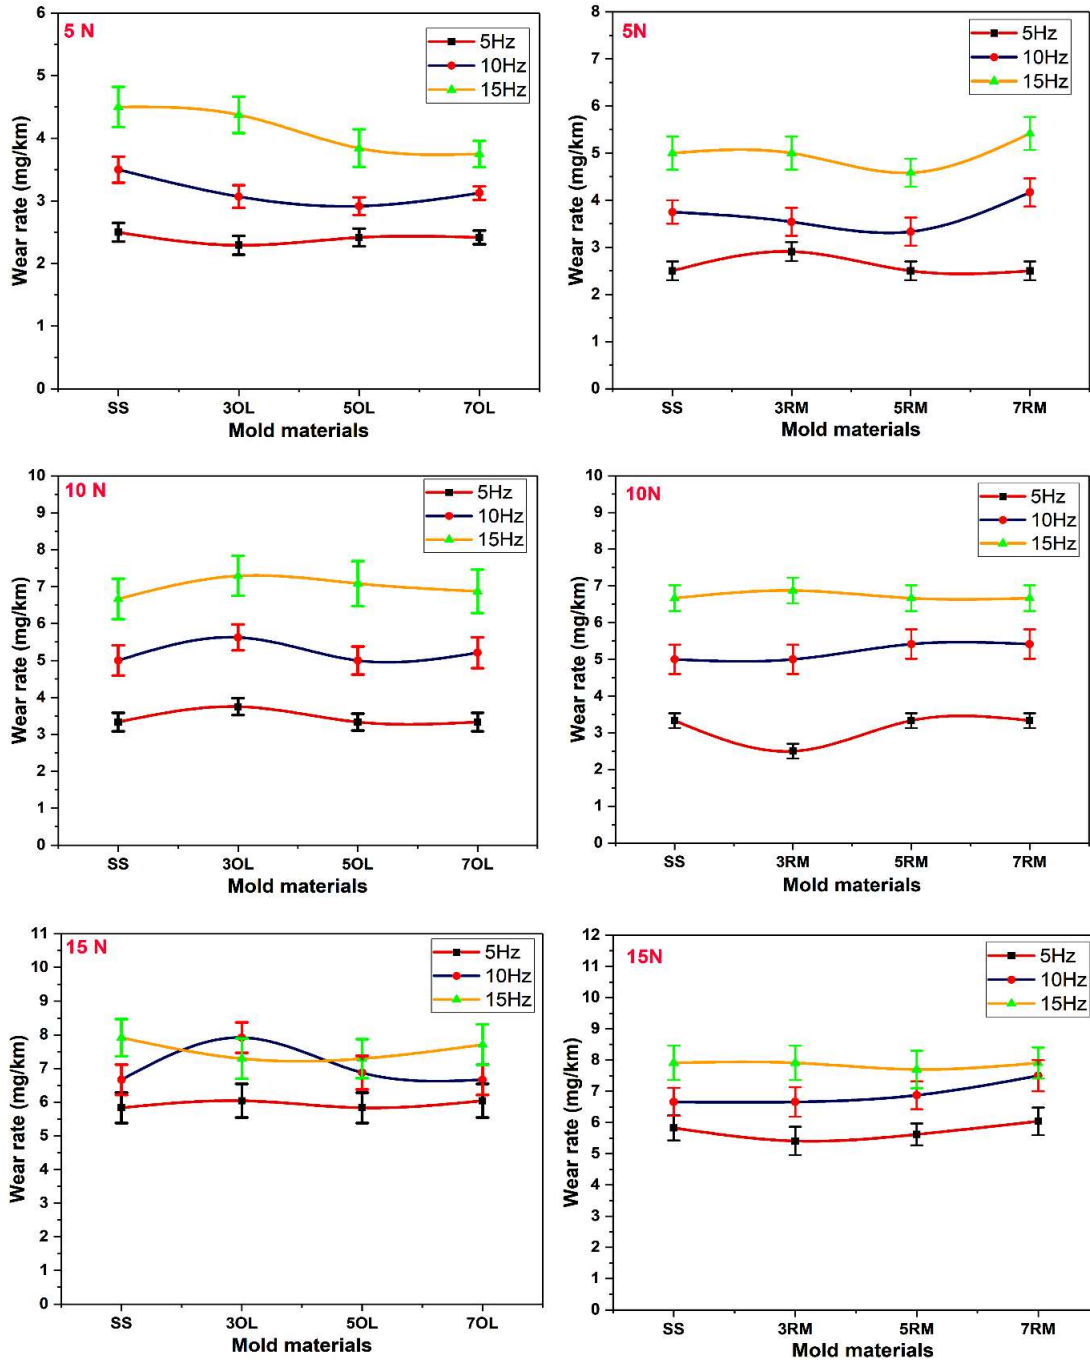 5 N
5Hz
10Hz
15Hz
Wear rate (mg/km)
6
5
4
3
2
1
0
SS 3OL 5OL 7OL
Mold materials
5N
5Hz
10Hz
15Hz
Wear rate (mg/km)
8
7
6
5
4
3
2
1
0
SS 3RM 5RM 7RM
Mold materials
10 N
5Hz
10Hz
15Hz
Wear rate (mg/km)
10
9
8
7
6
5
4
3
2
1
0
SS 3OL 5OL 7OL
Mold materials
10N
5Hz
10Hz
15Hz
Wear rate (mg/km)
10
9
8
7
6
5
4
3
2
1
0
SS 3RM 5RM 7RM
Mold materials
15 N
5Hz
10Hz
15Hz
Wear rate (mg/km)
11
10
9
8
7
6
5
4
3
2
1
0
SS 3OL 5OL 7OL
Mold materials
15N
5Hz
10Hz
15Hz
Wear rate (mg/km)
12
11
10
9
8
7
6
5
4
3
2
1
0
SS 3RM 5RM 7RM
Mold materials